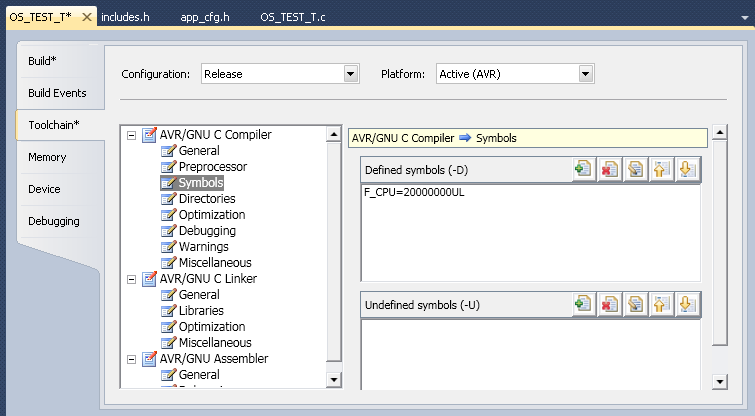 OS_TEST_T* includes.h app_cfg.h OS_TEST_T.c
Build*
Build Events
Toolchain*
Memory
Device
Debugging
Configuration: Release Platform: Active (AVR)
AVR/GNU C Compiler
General
Preprocessor
Symbols
Directories
Optimization
Debugging
Warnings
Miscellaneous
AVR/GNU C Linker
General
Libraries
Optimization
Miscellaneous
AVR/GNU Assembler
General
AVR/GNU C Compiler ➔ Symbols
Defined symbols (-D)
F_CPU=20000000UL
Undefined symbols (-U)